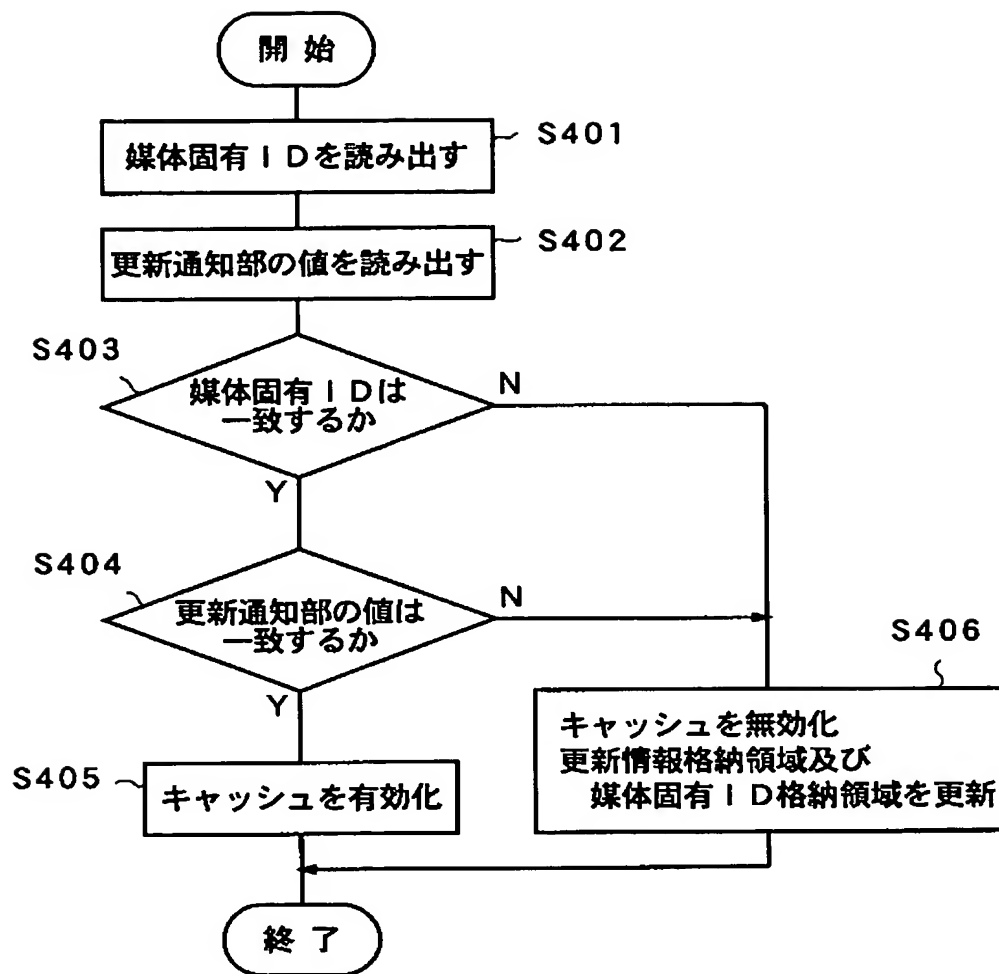 開始
S401
媒体固有IDを読み出す
S402
更新通知部の値を読み出す
S403
媒体固有IDは
一致するか
N
Y
S404
更新通知部の値は
一致するか
N
Y
S406
キャッシュを無効化
更新情報格納領域及び
媒体固有ID格納領域を更新
S405
キャッシュを有効化
終了